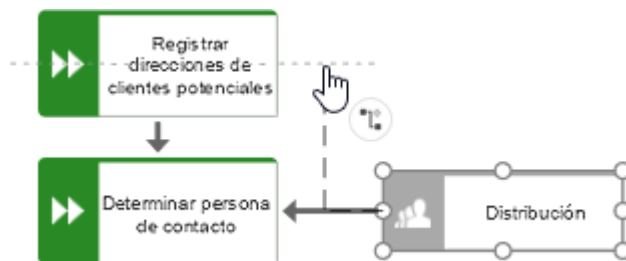 Registrar
direcciones de
clientes potenciales
Determinar persona
de contacto
Distribución